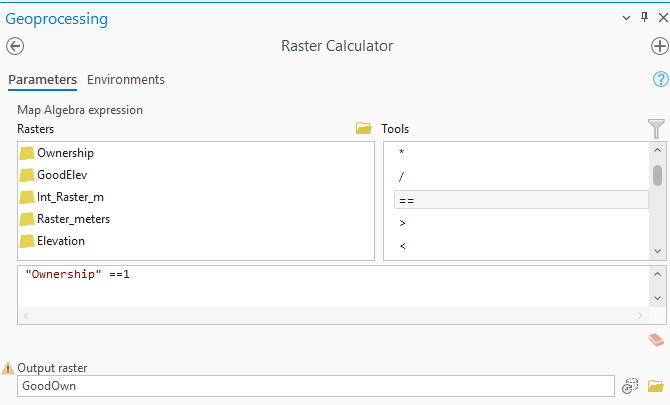 Geoprocessing
Raster Calculator
Parameters Environments
Map Algebra expression
Rasters Tools
Ownership
GoodElev
Int_Raster_m
Raster_meters
Elevation
*
/
==
>
<
"Ownership" ==1
Output raster
GoodOwn